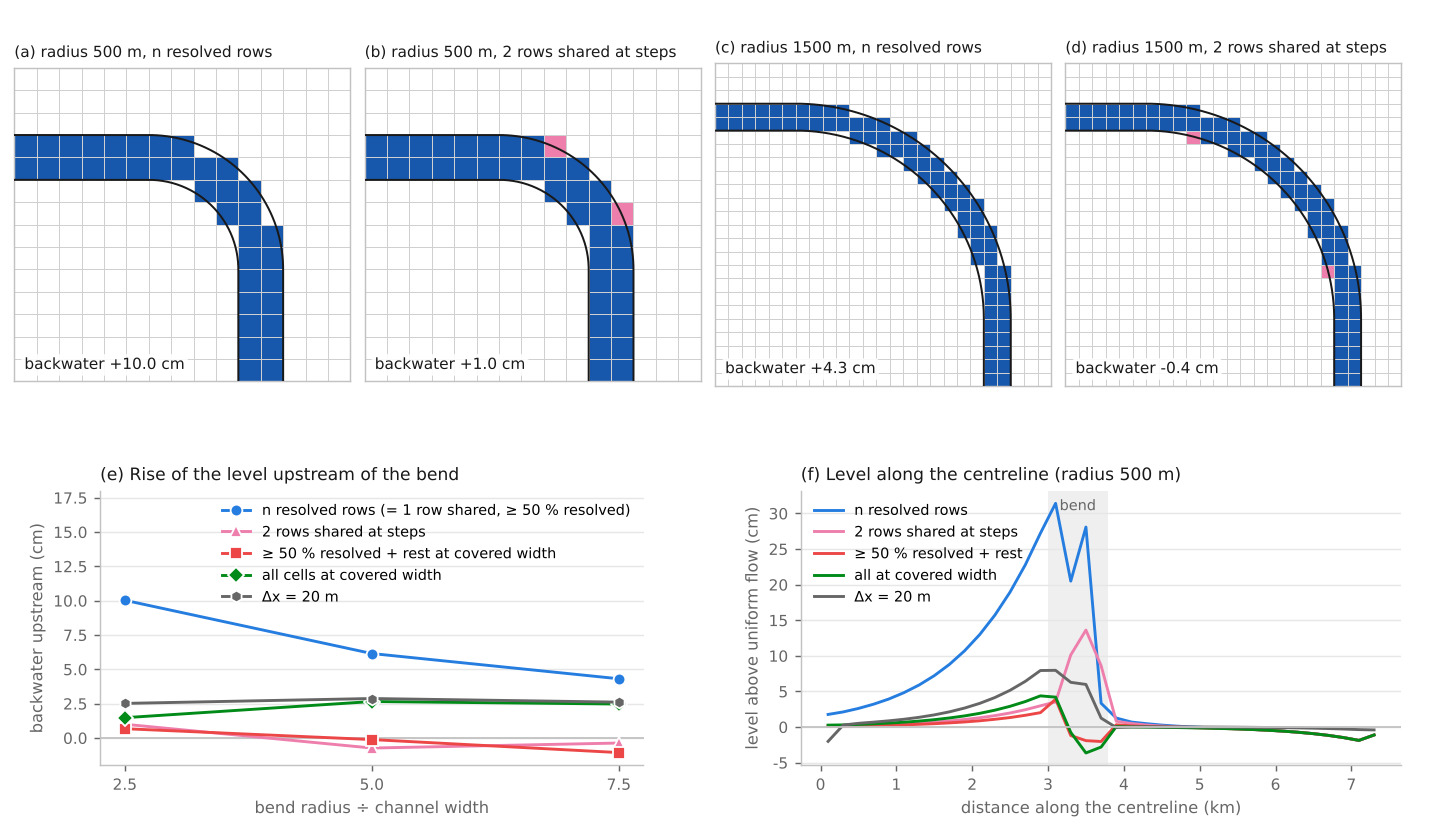 (a) radius 500 m, n resolved rows
(b) radius 500 m, 2 rows shared at steps
(c) radius 1500 m, n resolved rows
(d) radius 1500 m, 2 rows shared at steps
backwater +10.0 cm
backwater +1.0 cm
backwater +4.3 cm
backwater -0.4 cm
(e) Rise of the level upstream of the bend
backwater upstream (cm)
17.5
15.0
12.5
10.0
7.5
5.0
2.5
0.0
n resolved rows (= 1 row shared, ≥ 50 % resolved)
2 rows shared at steps
≥ 50 % resolved + rest at covered width
all cells at covered width
Δx = 20 m
2.5
5.0
7.5
bend radius ÷ channel width
(f) Level along the centreline (radius 500 m)
level above uniform flow (cm)
30
25
20
15
10
5
0
-5
n resolved rows
2 rows shared at steps
≥ 50 % resolved + rest
all at covered width
Δx = 20 m
bend
0
1
2
3
4
5
6
7
distance along the centreline (km)